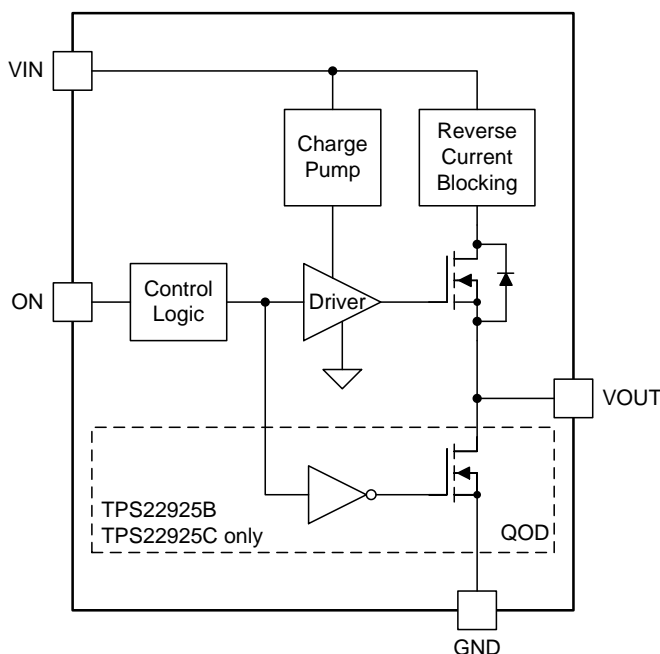 VIN
Charge
Pump
Reverse
Current
Blocking
ON
Control
Logic
Driver
VOUT
TPS22925B
TPS22925C only
QOD
GND